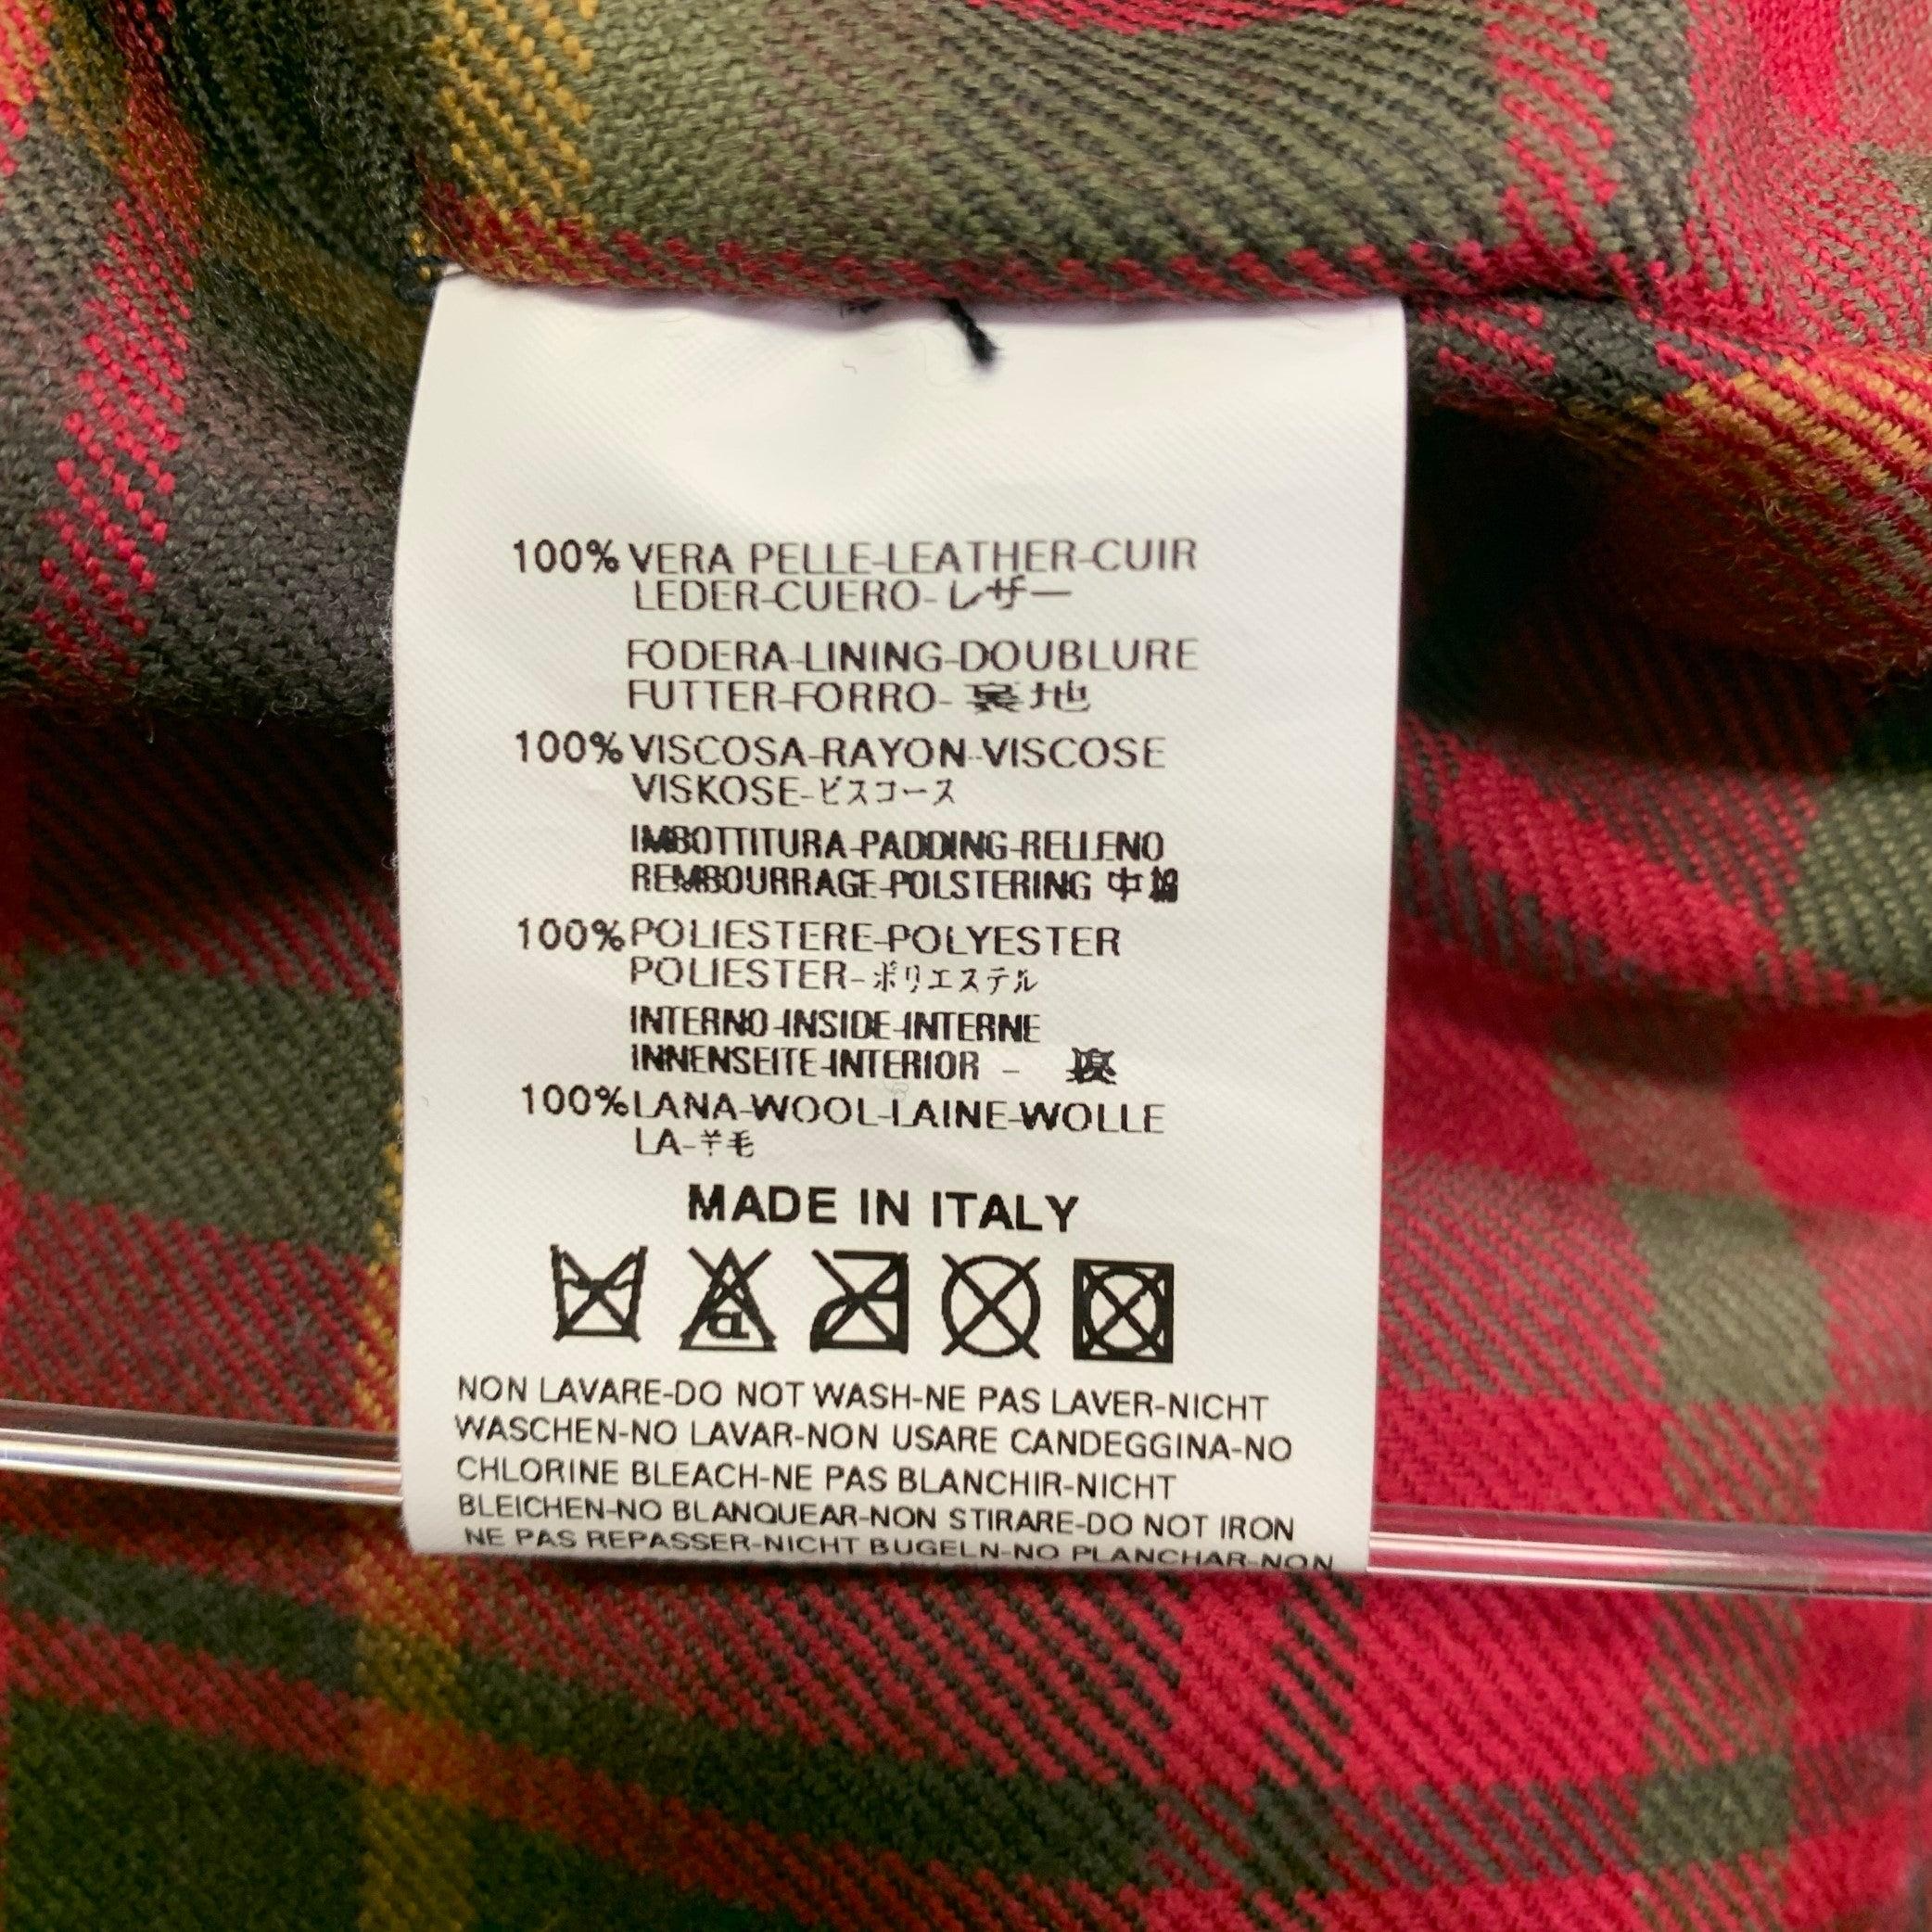 100% VERA PELLE-LEATHER-CUIR
LEDER-CUERO-レザー
FODERA-LINING-DOUBLURE
FUTTER-FORRO-裏地
100% VISCOSA-RAYON-VISCOSE
VISKOSE-ビスコース
IMBOTTITURA-PADDING-RELLENO
REMBOURRAGE-POLSTERING 中綿
100% POLIESTERE-POLYESTER
POLIESTER-ポリエステル
INTERNO-INSIDE-INTERNE
INNENSEITE-INTERIOR -
100% LANA-WOOL-LAINE-WOLLE
LA-羊毛
MADE IN ITALY
a
NON LAVARE-DO NOT WASH-NE PAS LAVER-NICHT
WASCHEN-NO LAVAR-NON USARE CANDEGGINA-NO
CHLORINE BLEACH-NE PAS BLANCHIR-NICHT
BLEICHEN-NO BLANQUEAR-NON STIRARE-DO NOT IRON
NE PAS REPASSER-NICHT BUGELN-NO PLANCHAR-NON